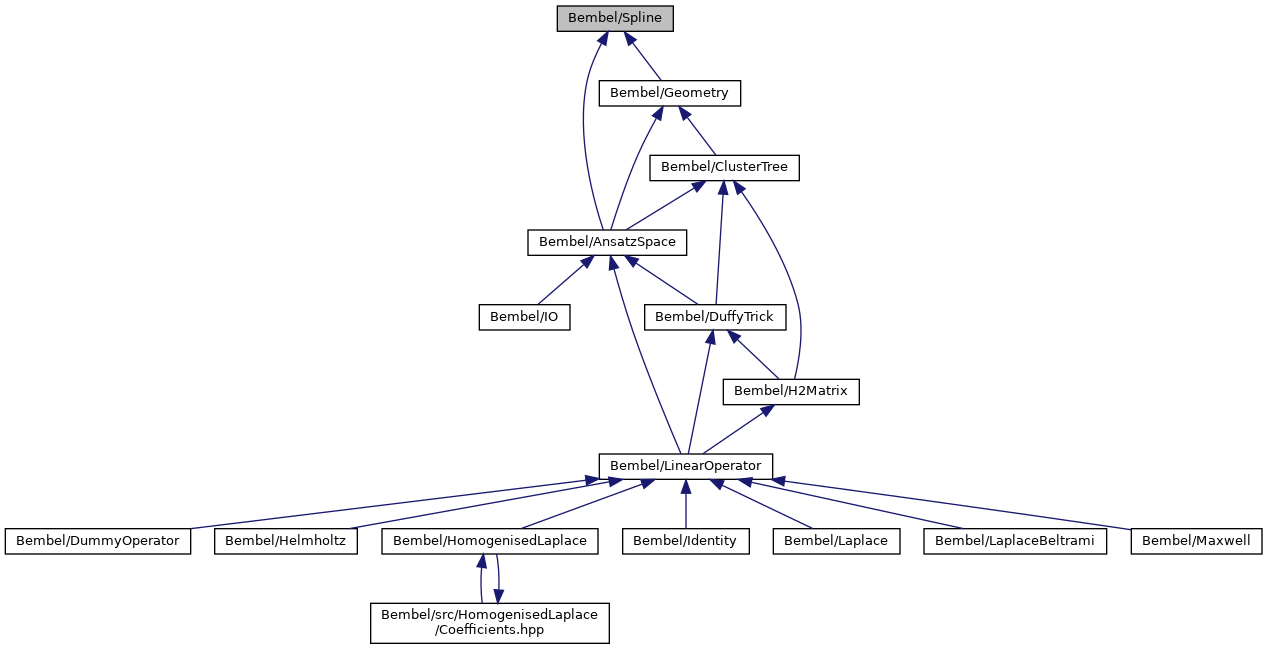 Bembel/Spline
Bembel/Geometry
Bembel/ClusterTree
Bembel/AnsatzSpace
Bembel/IO
Bembel/DuffyTrick
Bembel/H2Matrix
Bembel/LinearOperator
Bembel/DummyOperator
Bembel/Helmholtz
Bembel/HomogenisedLaplace
Bembel/Identity
Bembel/Laplace
Bembel/LaplaceBeltrami
Bembel/Maxwell
Bembel/src/HomogenisedLaplace
/Coefficients.hpp